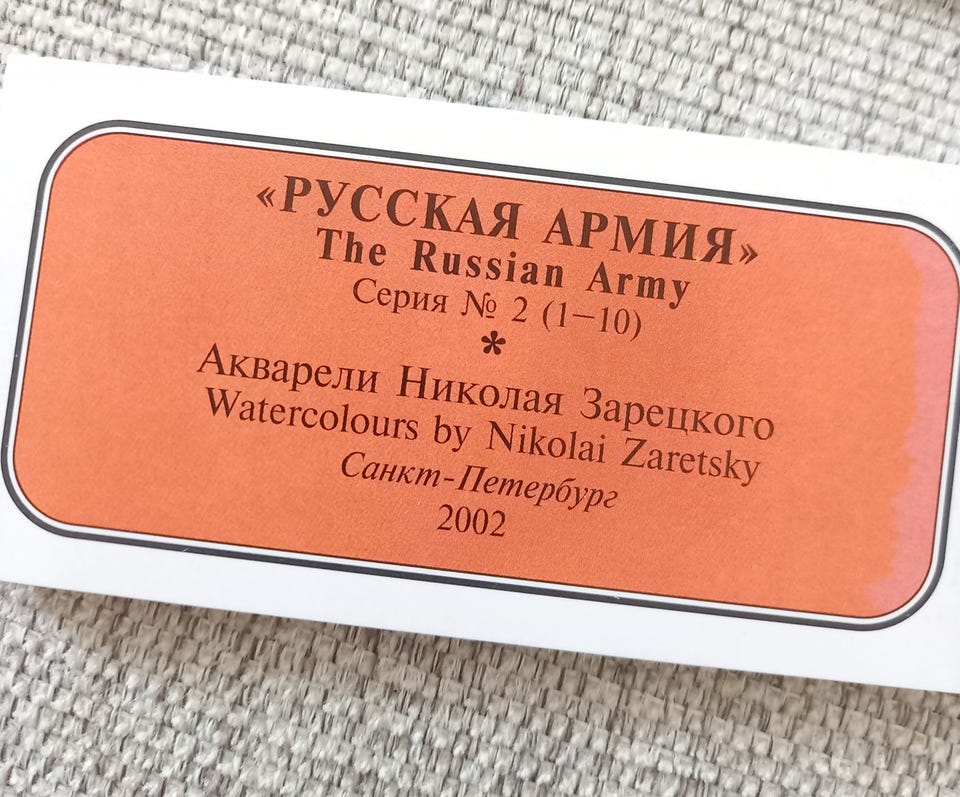 «РУССКАЯ АРМИЯ»
The Russian Army
Серия № 2 (1–10)
*
Акварели Николая Зарецкого
Watercolours by Nikolai Zaretsky
Санкт-Петербург
2002